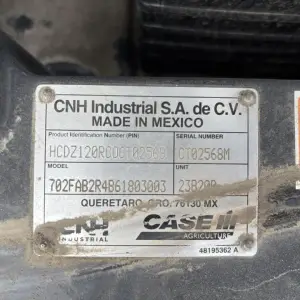 CNH Industrial S.A. de C.V.
MADE IN MEXICO
Product Identification Number (PIN) SERIAL NUMBER
CT02568M
MODEL
702FAB2R4B61803003
QUERETARO, QRO. 76130 MX
CNH INDUSTRIAL CASE IH AGRICULTURE
48195362 A